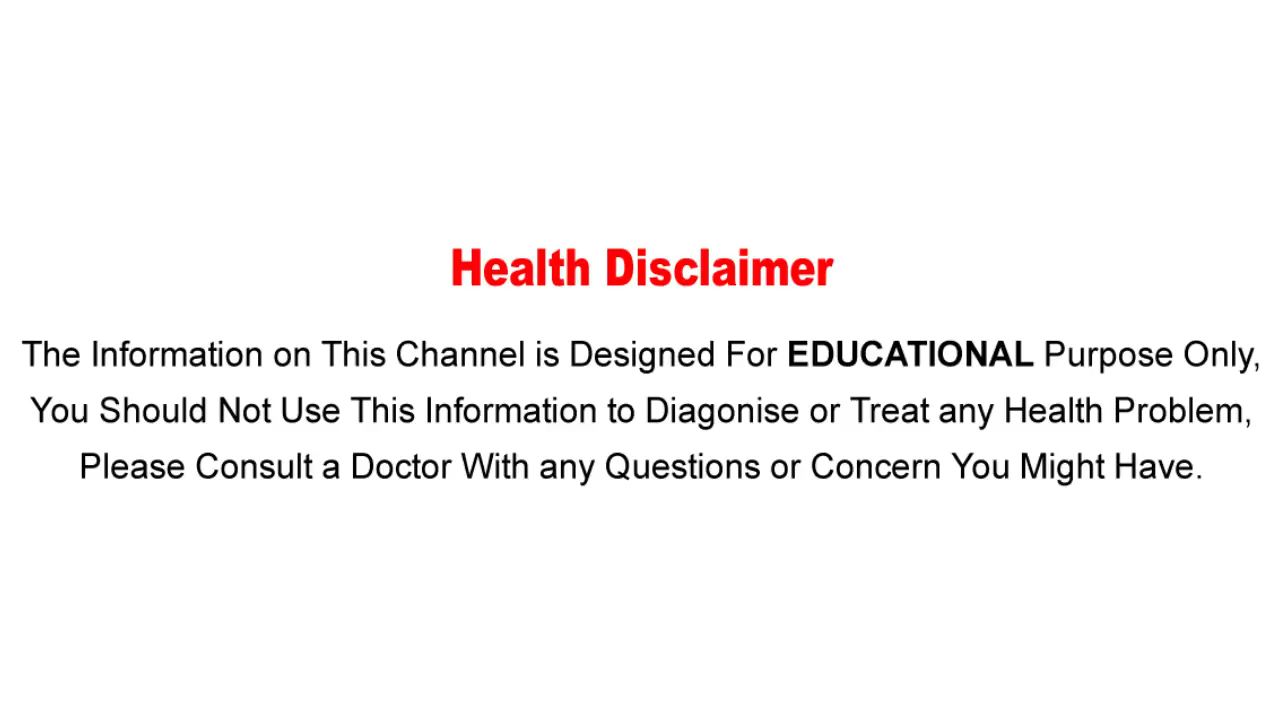 Health Disclaimer
The Information on This Channel is Designed For EDUCATIONAL Purpose Only,
You Should Not Use This Information to Diagonise or Treat any Health Problem,
Please Consult a Doctor With any Questions or Concern You Might Have.